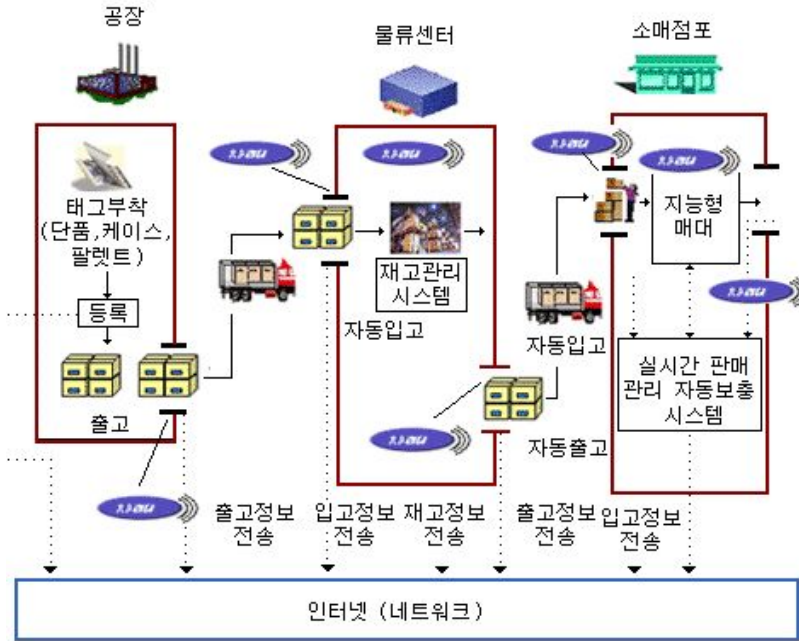 공장
물류센터
소매점포
태그부착
(단품,케이스,
팔렛트)
등록
출고
재고관리
시스템
자동입고
자동출고
자동입고
지능형
매대
실시간 판매
관리 자동보충
시스템
출고정보
전송
입고정보
전송
재고정보
전송
출고정보
전송
입고정보
전송
인터넷 (네트워크)